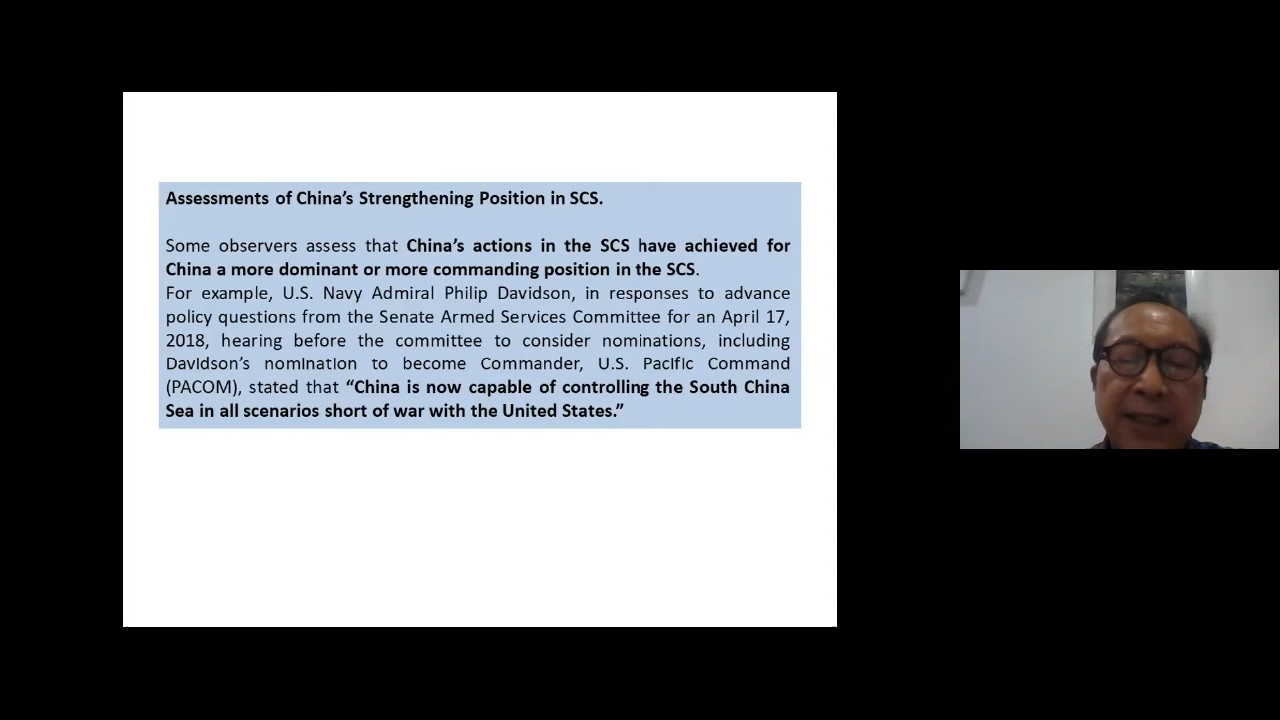 Assessments of China’s Strengthening Position in SCS.
Some observers assess that China’s actions in the SCS have achieved for
China a more dominant or more commanding position in the SCS.
For example, U.S. Navy Admiral Philip Davidson, in responses to advance
policy questions from the Senate Armed Services Committee for an April 17,
2018, hearing before the committee to consider nominations, including
Davidson’s nomination to become Commander, U.S. Pacific Command
(PACOM), stated that “China is now capable of controlling the South China
Sea in all scenarios short of war with the United States.”